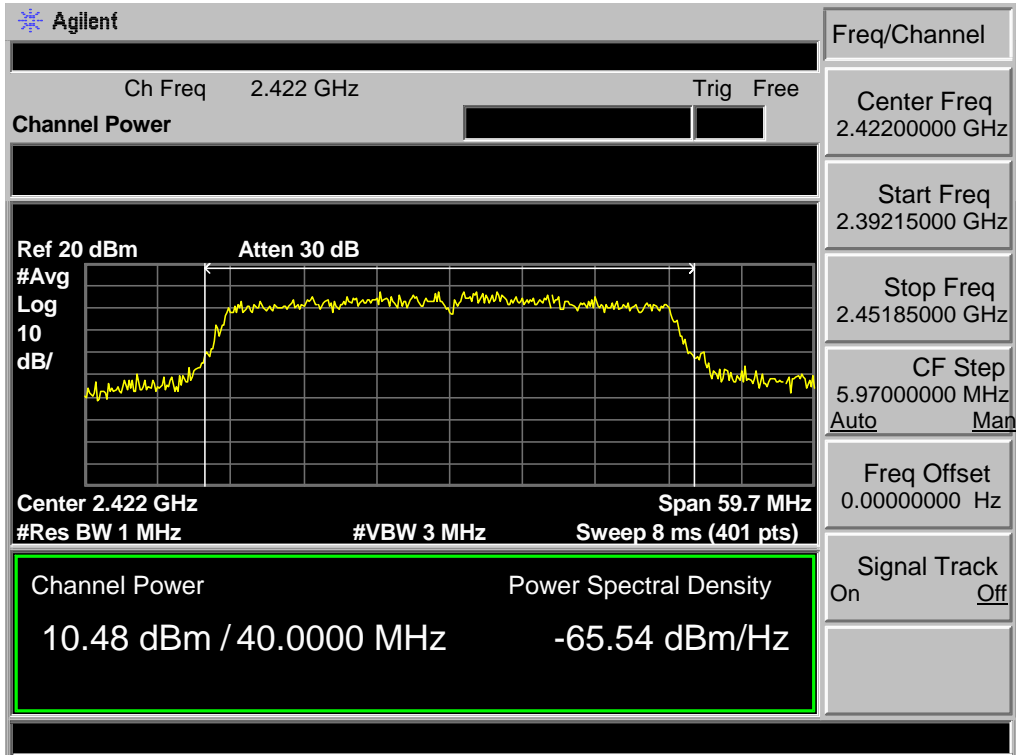 Agilent
Freq/Channel
Ch Freq 2.422 GHz Trig Free
Channel Power
Center Freq
2.42200000 GHz
Start Freq
2.39215000 GHz
Stop Freq
2.45185000 GHz
CF Step
5.97000000 MHz
Auto Man
Freq Offset
0.00000000 Hz
Signal Track
On Off
Ref 20 dBm Atten 30 dB
#Avg
Log
10
dB/
Center 2.422 GHz Span 59.7 MHz
#Res BW 1 MHz #VBW 3 MHz Sweep 8 ms (401 pts)
Channel Power Power Spectral Density
10.48 dBm / 40.0000 MHz -65.54 dBm/Hz